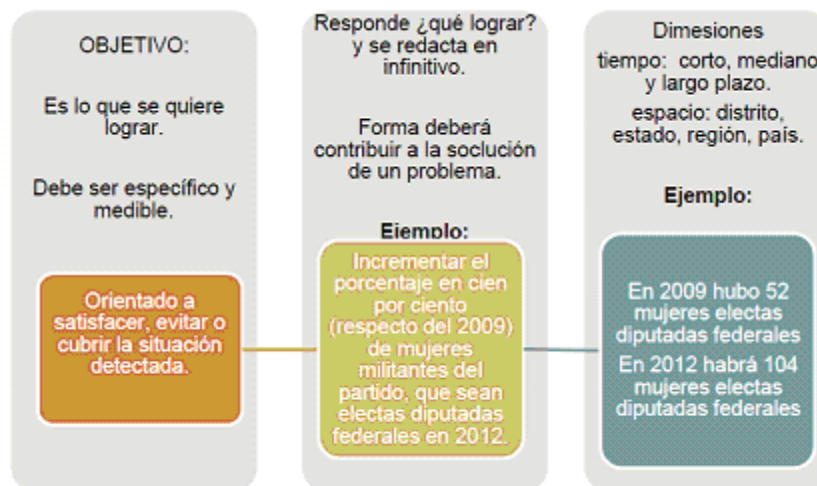 OBJETIVO:
Es lo que se quiere
lograr.
Debe ser específico y
medible.
Orientado a
satisfacer, evitar o
cubrir la situación
detectada.
Responde ¿qué lograr?
y se redacta en
infinitivo.
Forma deberá
contribuir a la soclución
de un problema.
Ejemplo:
Incrementar el
porcentaje en cien
por ciento
(respecto del 2009)
de mujeres
militantes del
partido, que sean
electas diputadas
federales en 2012.
Dimesiones
tiempo: corto, mediano
y largo plazo.
espacio: distrito,
estado, región, país.
Ejemplo:
En 2009 hubo 52
mujeres electas
diputadas federales
En 2012 habrá 104
mujeres electas
diputadas federales